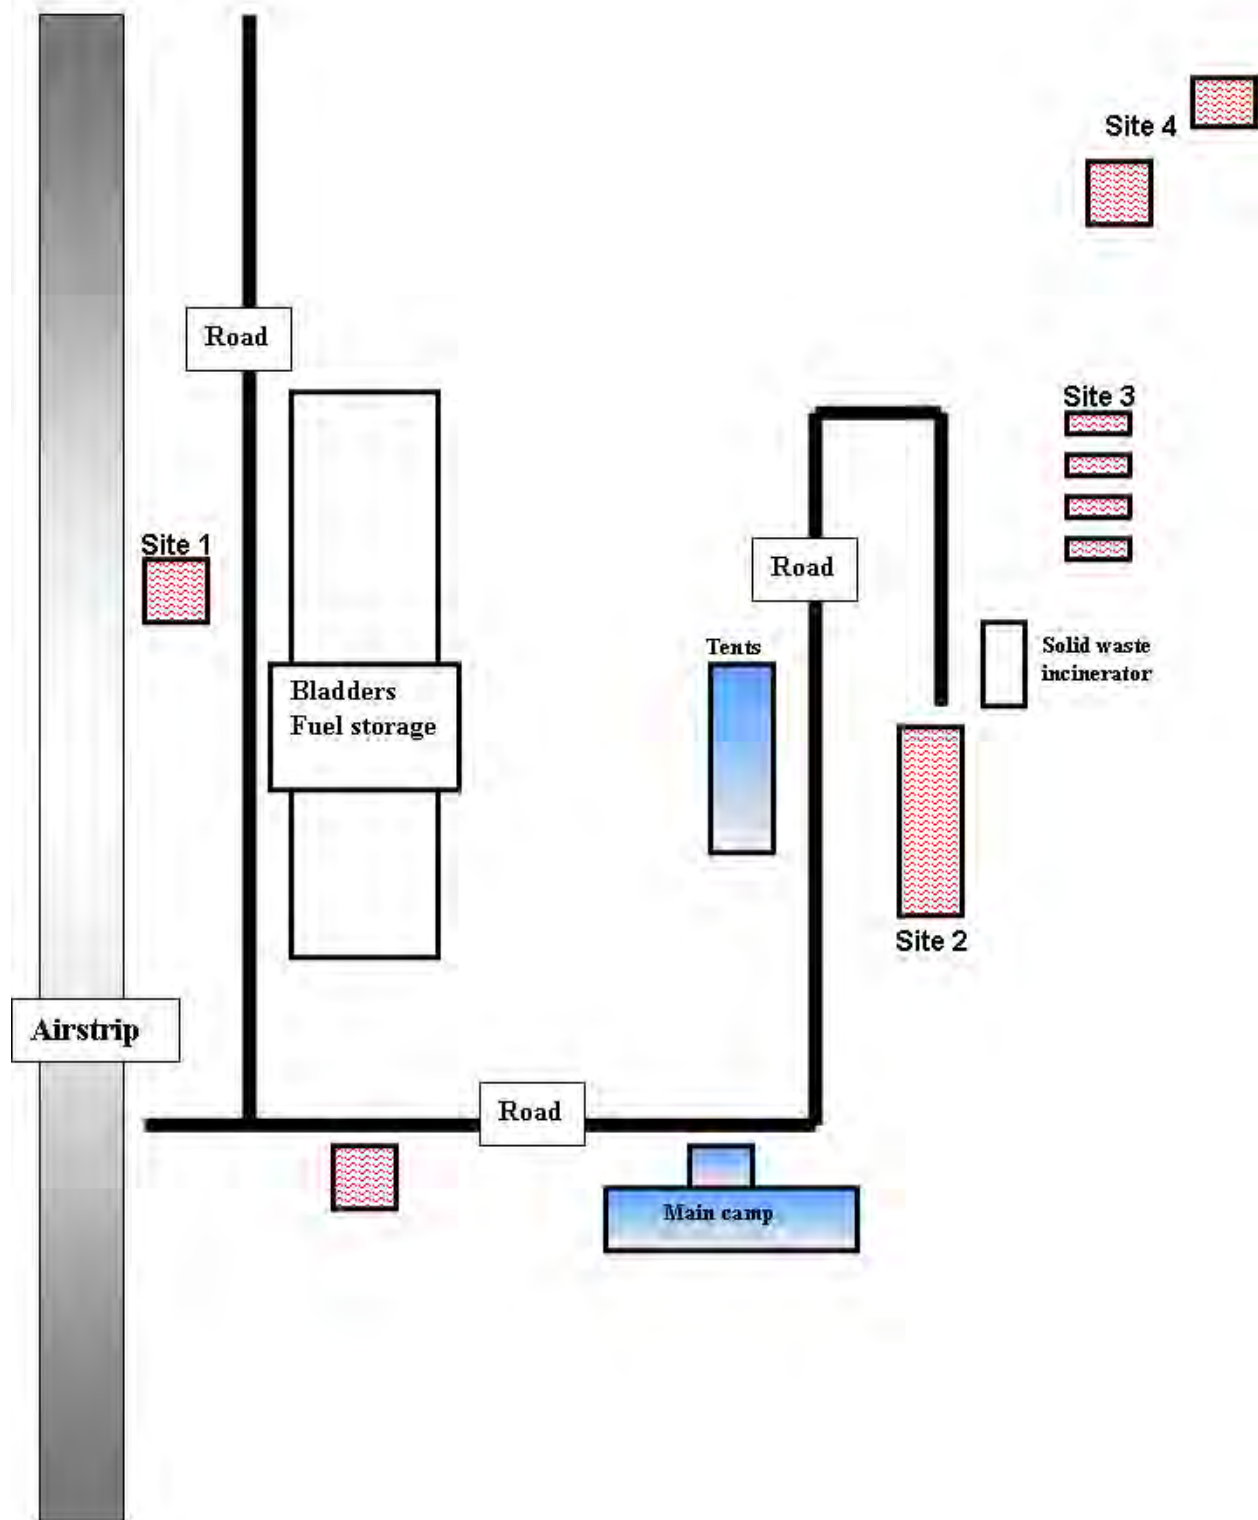 Site 4
Road
Site 3
Site 1
Road
Tents
Solid waste
incinerator
Bladders
Fuel storage
Site 2
Airstrip
Road
Main camp